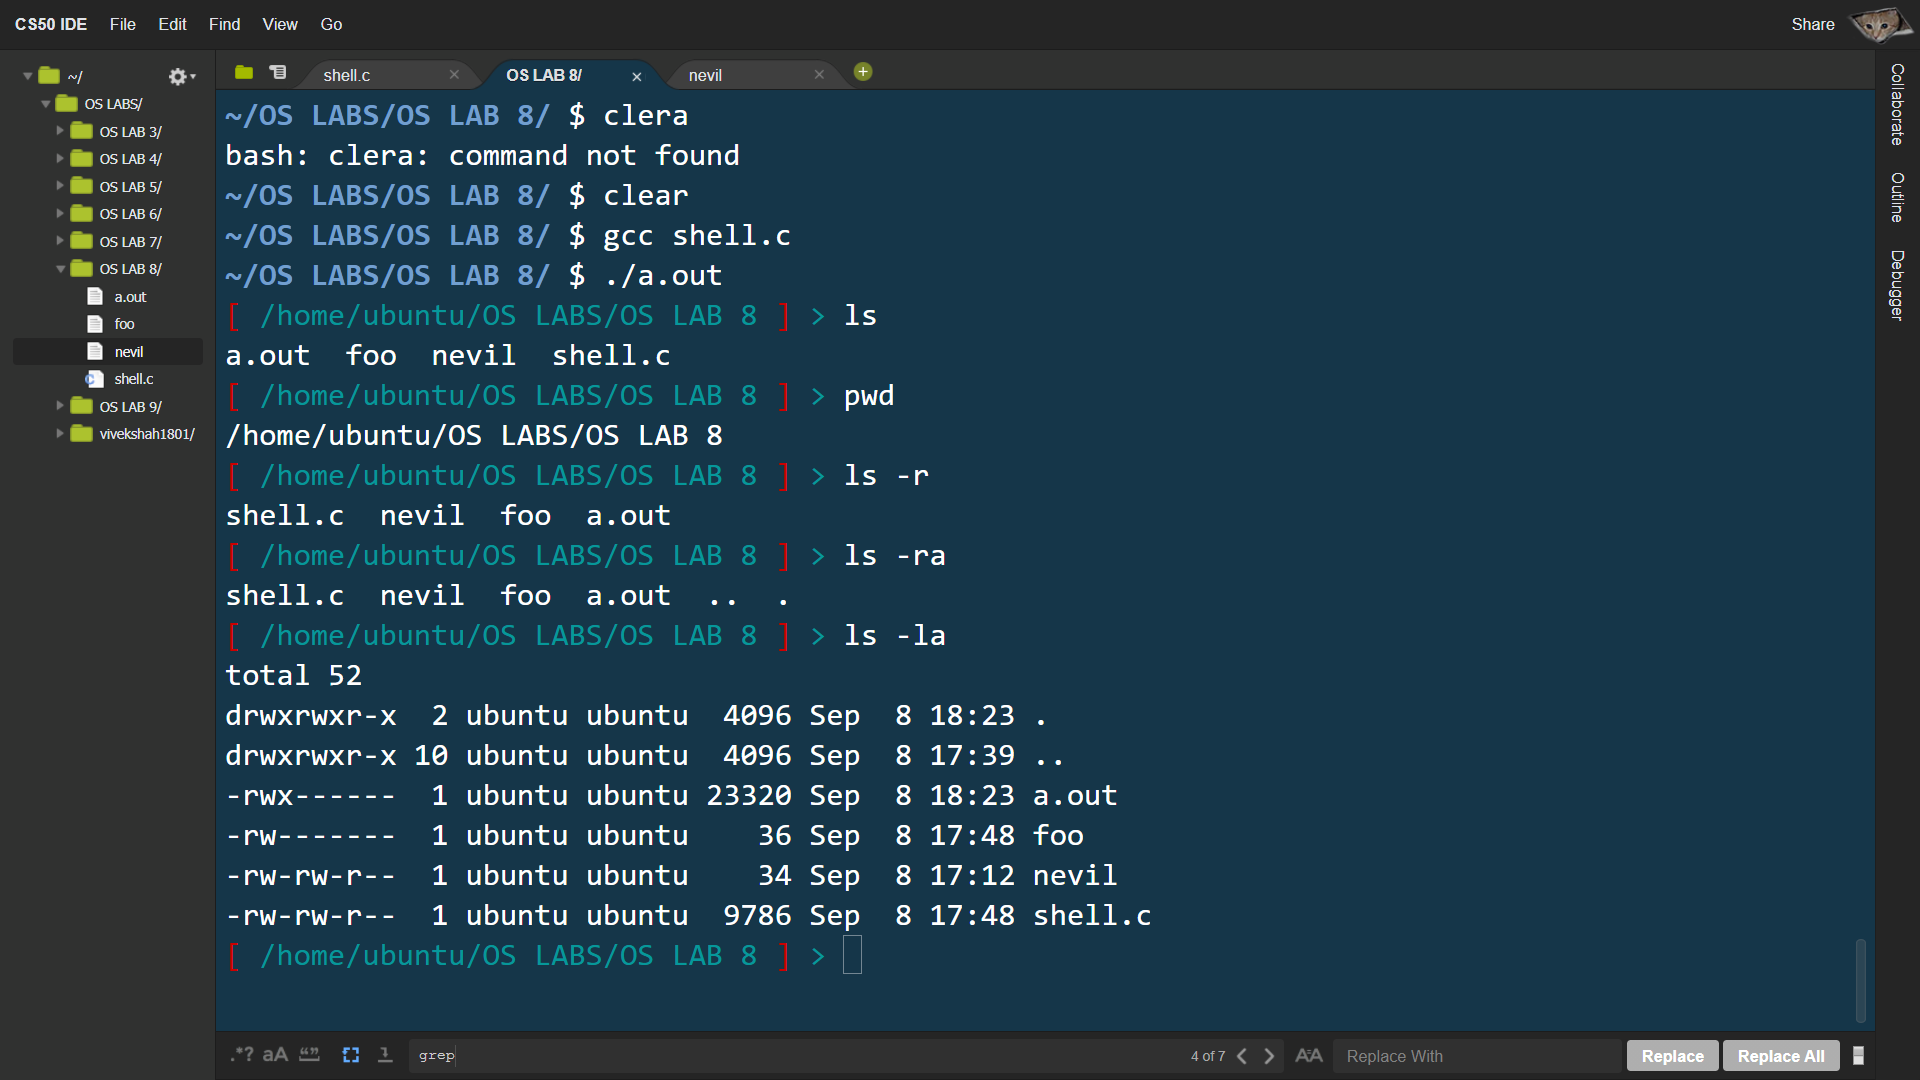 CS50 IDE File Edit Find View Go Share
~/
OS LABS/
OS LAB 3/
OS LAB 4/
OS LAB 5/
OS LAB 6/
OS LAB 7/
OS LAB 8/
a.out
foo
nevil
shell.c
OS LAB 9/
vivekshah1801/
shell.c OS LAB 8/ nevil
~/OS LABS/OS LAB 8/ $ clera
bash: clera: command not found
~/OS LABS/OS LAB 8/ $ clear
~/OS LABS/OS LAB 8/ $ gcc shell.c
~/OS LABS/OS LAB 8/ $ ./a.out
[ /home/ubuntu/OS LABS/OS LAB 8 ] > ls
a.out  foo  nevil  shell.c
[ /home/ubuntu/OS LABS/OS LAB 8 ] > pwd
/home/ubuntu/OS LABS/OS LAB 8
[ /home/ubuntu/OS LABS/OS LAB 8 ] > ls -r
shell.c  nevil  foo  a.out
[ /home/ubuntu/OS LABS/OS LAB 8 ] > ls -ra
shell.c  nevil  foo  a.out  ..  .
[ /home/ubuntu/OS LABS/OS LAB 8 ] > ls -la
total 52
drwxrwxr-x  2 ubuntu ubuntu  4096 Sep  8 18:23 .
drwxrwxr-x 10 ubuntu ubuntu  4096 Sep  8 17:39 ..
-rwx------  1 ubuntu ubuntu 23320 Sep  8 18:23 a.out
-rw-------  1 ubuntu ubuntu    36 Sep  8 17:48 foo
-rw-rw-r--  1 ubuntu ubuntu    34 Sep  8 17:12 nevil
-rw-rw-r--  1 ubuntu ubuntu  9786 Sep  8 17:48 shell.c
[ /home/ubuntu/OS LABS/OS LAB 8 ] >
Collaborate
Outline
Debugger
.*? aA “” grep 4 of 7 AA Replace With Replace Replace All